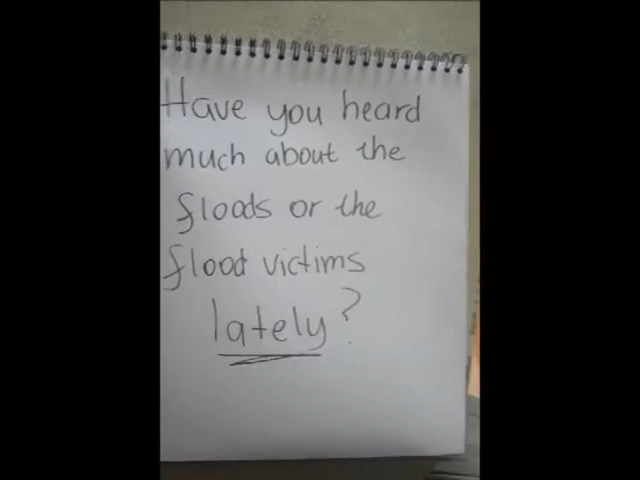 Have you heard
much about the
floods or the
flood victims
lately?